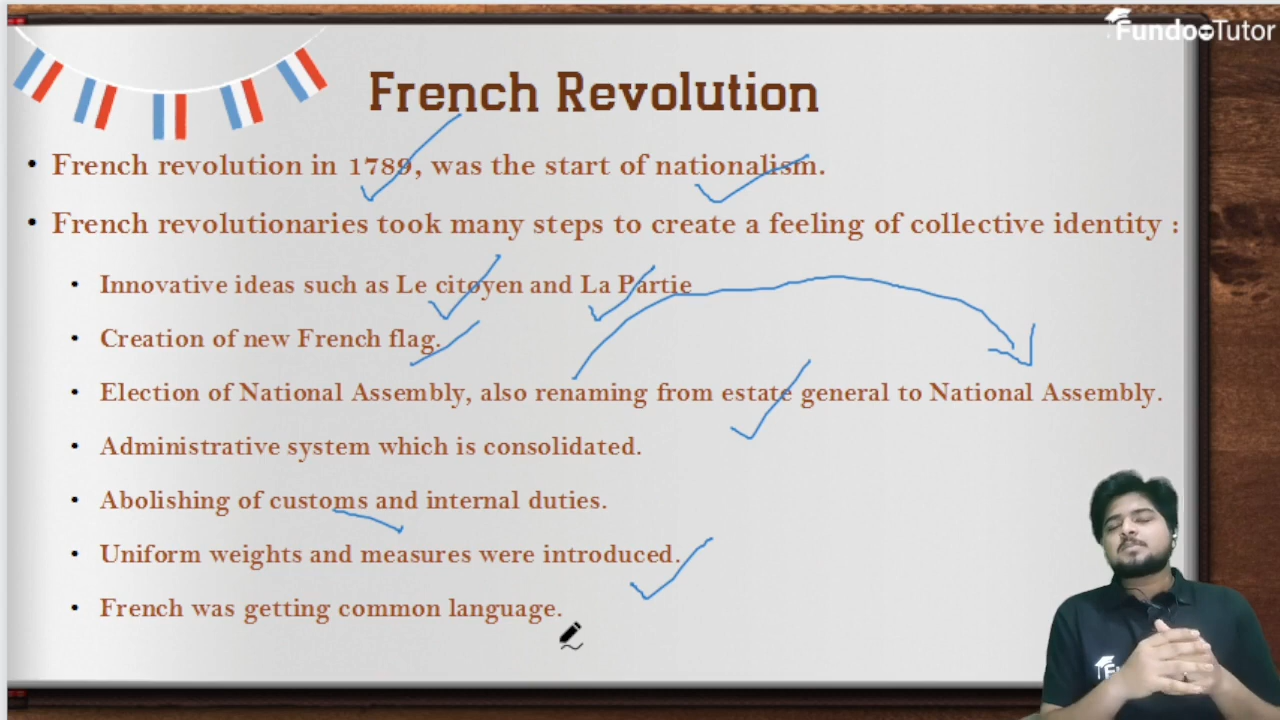 FundooTutor
French Revolution
• French revolution in 1789, was the start of nationalism.
• French revolutionaries took many steps to create a feeling of collective identity :
• Innovative ideas such as Le citoyen and La Partie
• Creation of new French flag.
• Election of National Assembly, also renaming from estate general to National Assembly.
• Administrative system which is consolidated.
• Abolishing of customs and internal duties.
• Uniform weights and measures were introduced.
• French was getting common language.